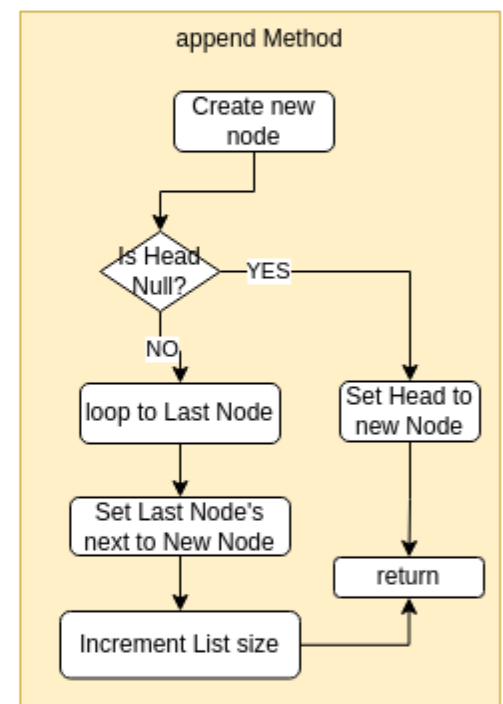 append Method
Create new
node
Is Head
Null?
YES
NO
loop to Last Node
Set Head to
new Node
Set Last Node's
next to New Node
return
Increment List size